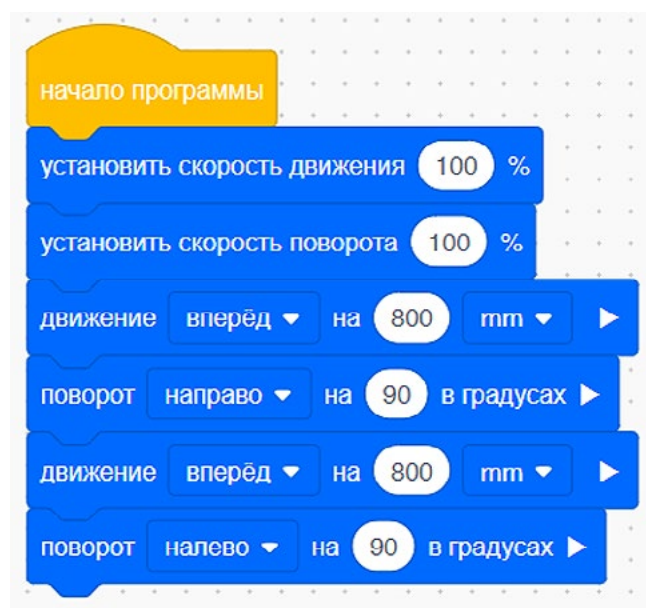 начало программы
установить скорость движения 100 %
установить скорость поворота 100 %
движение вперёд на 800 mm
поворот направо на 90 в градусах
движение вперёд на 800 mm
поворот налево на 90 в градусах